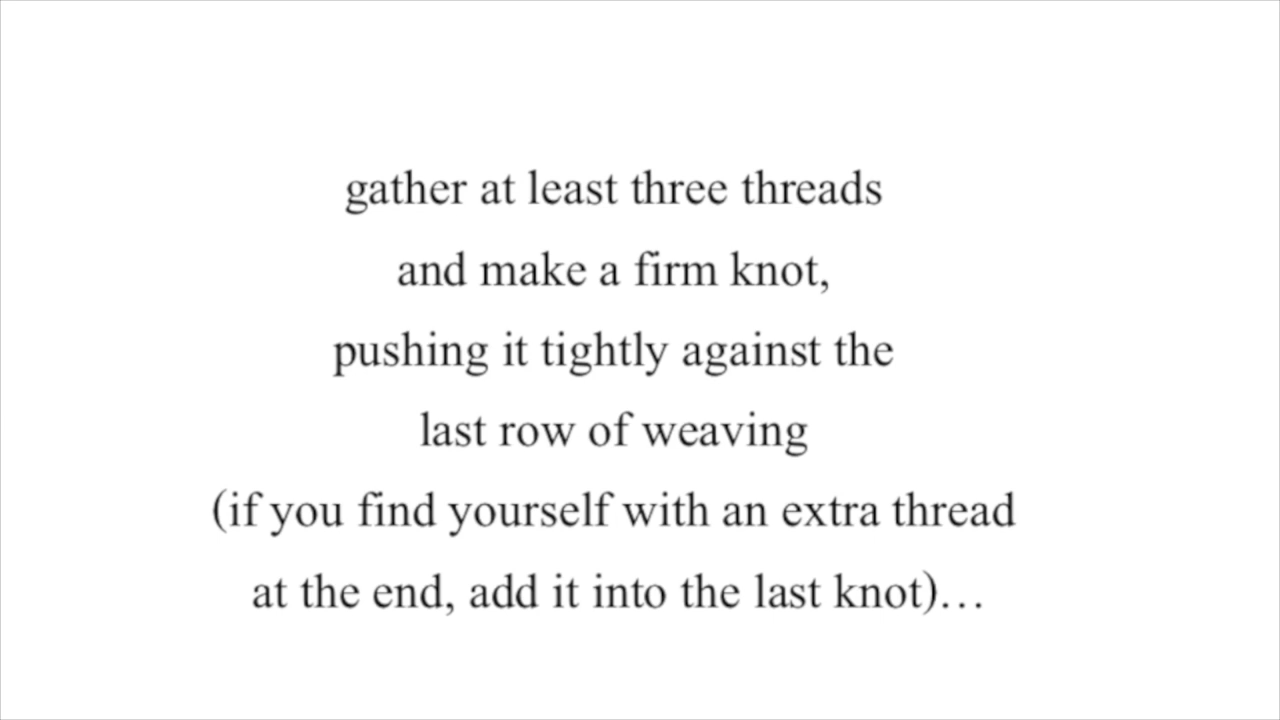 gather at least three threads
and make a firm knot,
pushing it tightly against the
last row of weaving
(if you find yourself with an extra thread
at the end, add it into the last knot)…